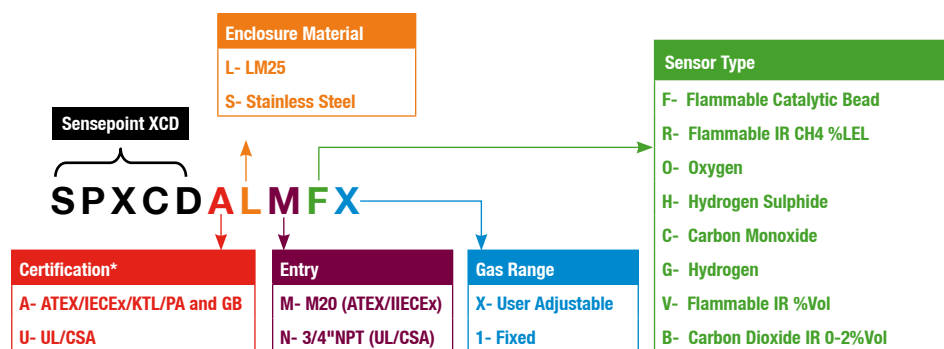 Enclosure Material
L- LM25
S- Stainless Steel
Sensor Type
F- Flammable Catalytic Bead
R- Flammable IR CH4 %LEL
O- Oxygen
H- Hydrogen Sulphide
C- Carbon Monoxide
G- Hydrogen
V- Flammable IR %Vol
B- Carbon Dioxide IR 0-2%Vol
Sensepoint XCD
SPXCDALMFX
Certification*
A- ATEX/IECEx/KTL/PA and GB
U- UL/CSA
Entry
M- M20 (ATEX/IIECEx)
N- 3/4"NPT (UL/CSA)
Gas Range
X- User Adjustable
1- Fixed